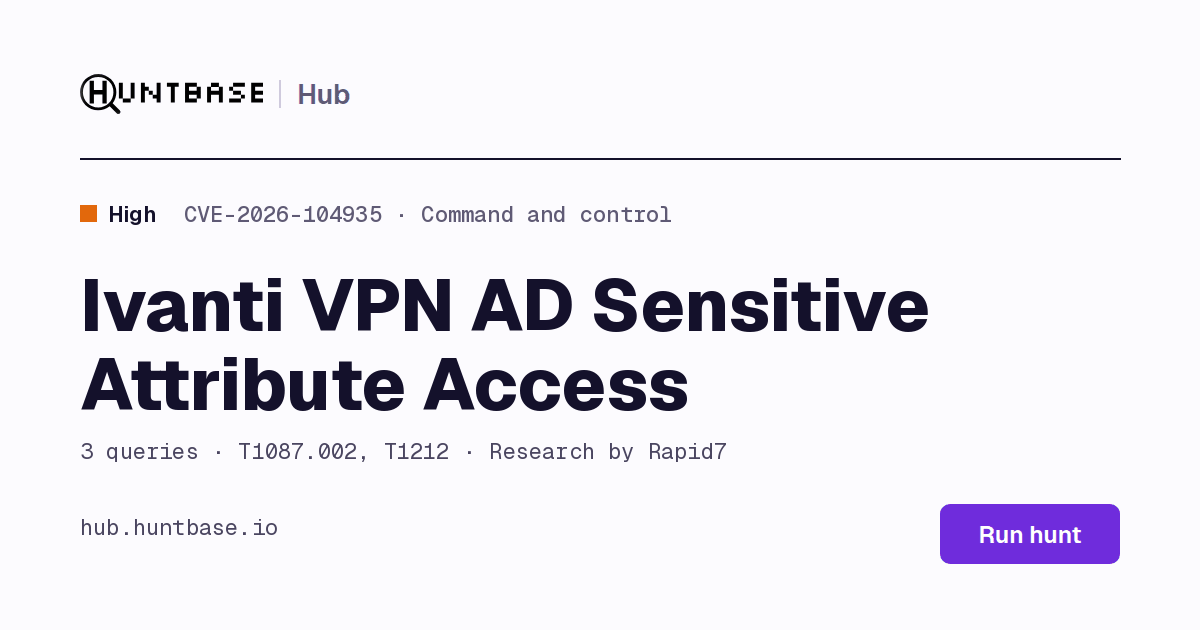 HUNTBASE Hub
High CVE-2026-104935 · Command and control
Ivanti VPN AD Sensitive
Attribute Access
3 queries · T1087.002, T1212 · Research by Rapid7
hub.huntbase.io
Run hunt